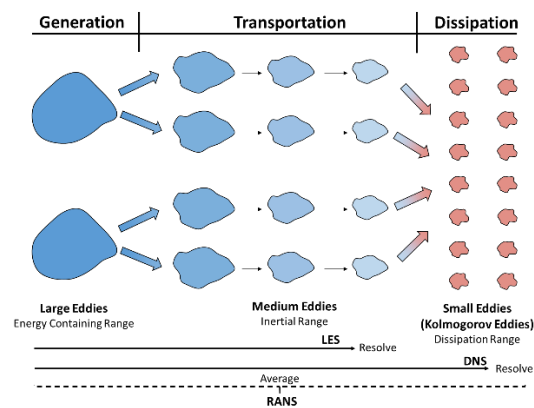 Generation Transportation Dissipation
Large Eddies
Energy Containing Range
Medium Eddies
Inertial Range
Small Eddies
(Kolmogorov Eddies)
Dissipation Range
LES Resolve
DNS Resolve
Average
RANS